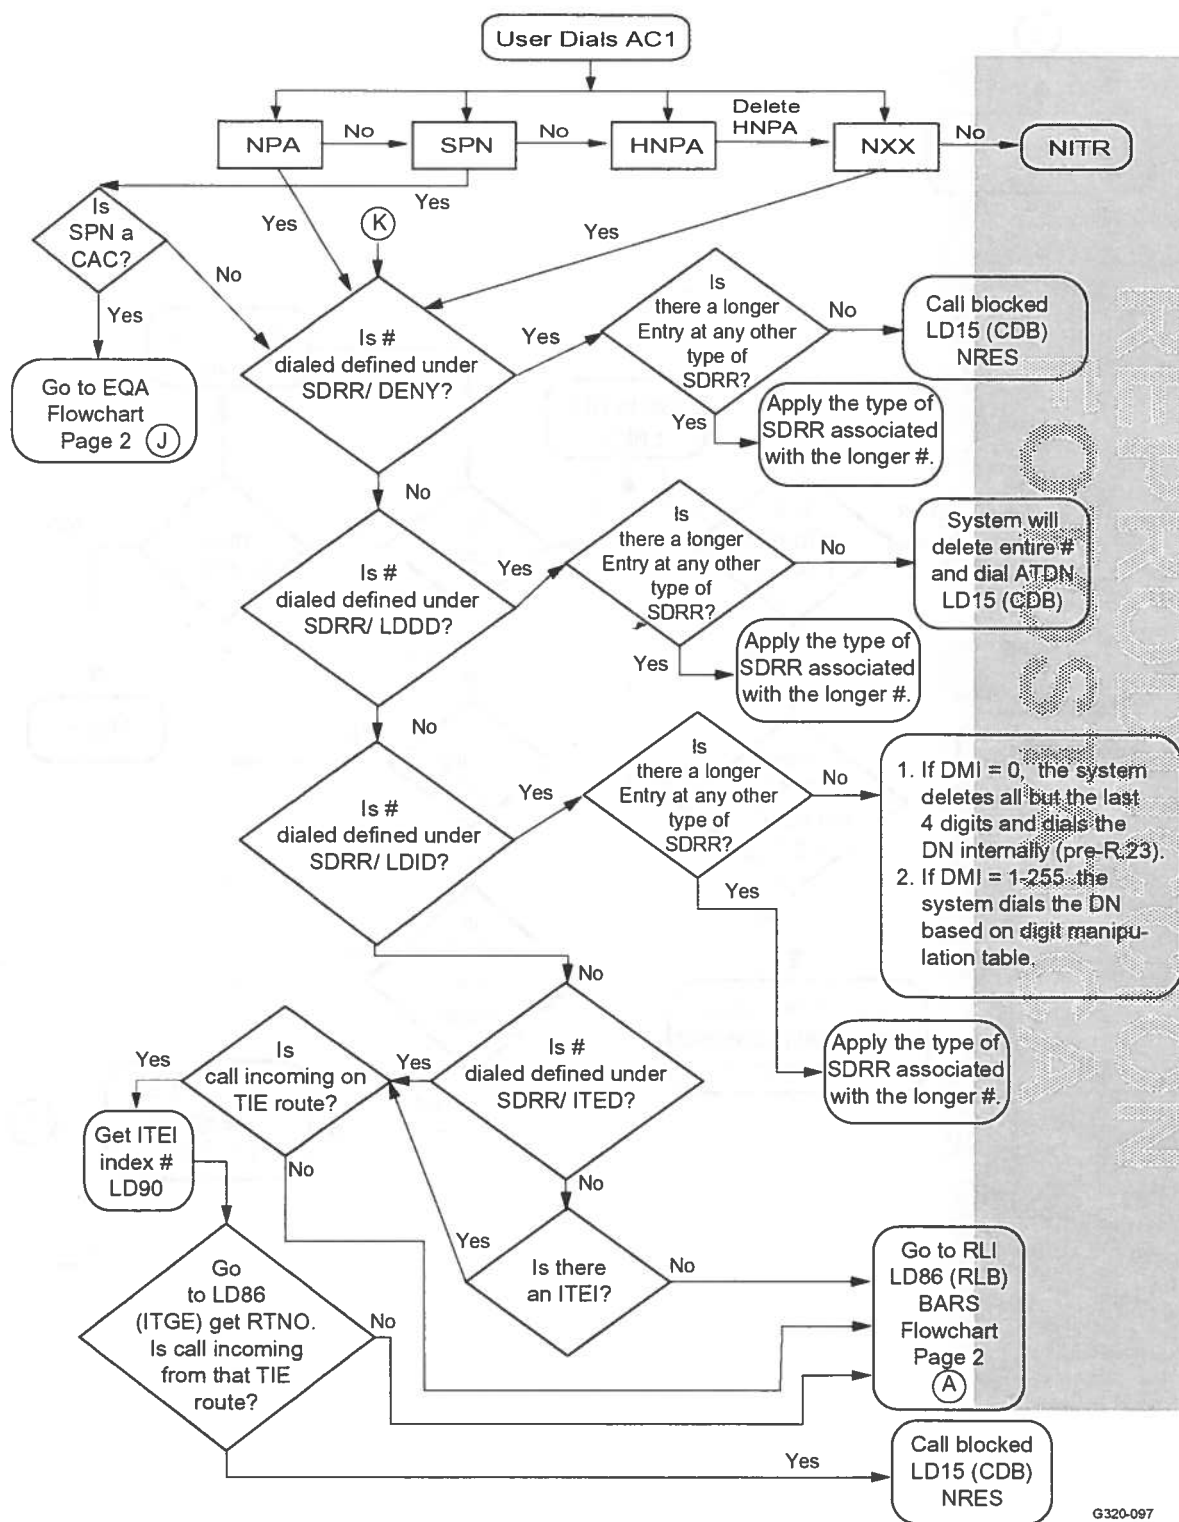 User Dials AC1
Delete
HNPA
NPA
No
SPN
No
HNPA
NXX
No
NITR
Yes
Is
SPN a
CAC?
Yes
K
Yes
No
Yes
Is #
dialed defined under
SDRR/ DENY?
Yes
Is
there a longer
Entry at any other
type of
SDRR?
No
Call blocked
LD15 (CDB)
NRES
Go to EQA
Flowchart
Page 2 J
Yes
Apply the type of
SDRR associated
with the longer #.
No
Is #
dialed defined under
SDRR/ LDDD?
Yes
Is
there a longer
Entry at any other
type of
SDRR?
No
System will
delete entire #
and dial ATDN
LD15 (CDB)
Yes
Apply the type of
SDRR associated
with the longer #.
No
Is #
dialed defined under
SDRR/ LDID?
Yes
Is
there a longer
Entry at any other
type of
SDRR?
No
1. If DMI = 0, the system
deletes all but the last
4 digits and dials the
DN internally (pre-R.23).
2. If DMI = 1-255 the
system dials the DN
based on digit manipu-
lation table.
Yes
Apply the type of
SDRR associated
with the longer #.
No
Is #
dialed defined under
SDRR/ ITED?
Yes
Is
call incoming on
TIE route?
Yes
Get ITEI
index #
LD90
No
No
Is there
an ITEI?
Yes
No
Go to RLI
LD86 (RLB)
BARS
Flowchart
Page 2
A
Go
to LD86
(ITGE) get RTNO.
Is call incoming
from that TIE
route?
No
Yes
Call blocked
LD15 (CDB)
NRES
G320-097